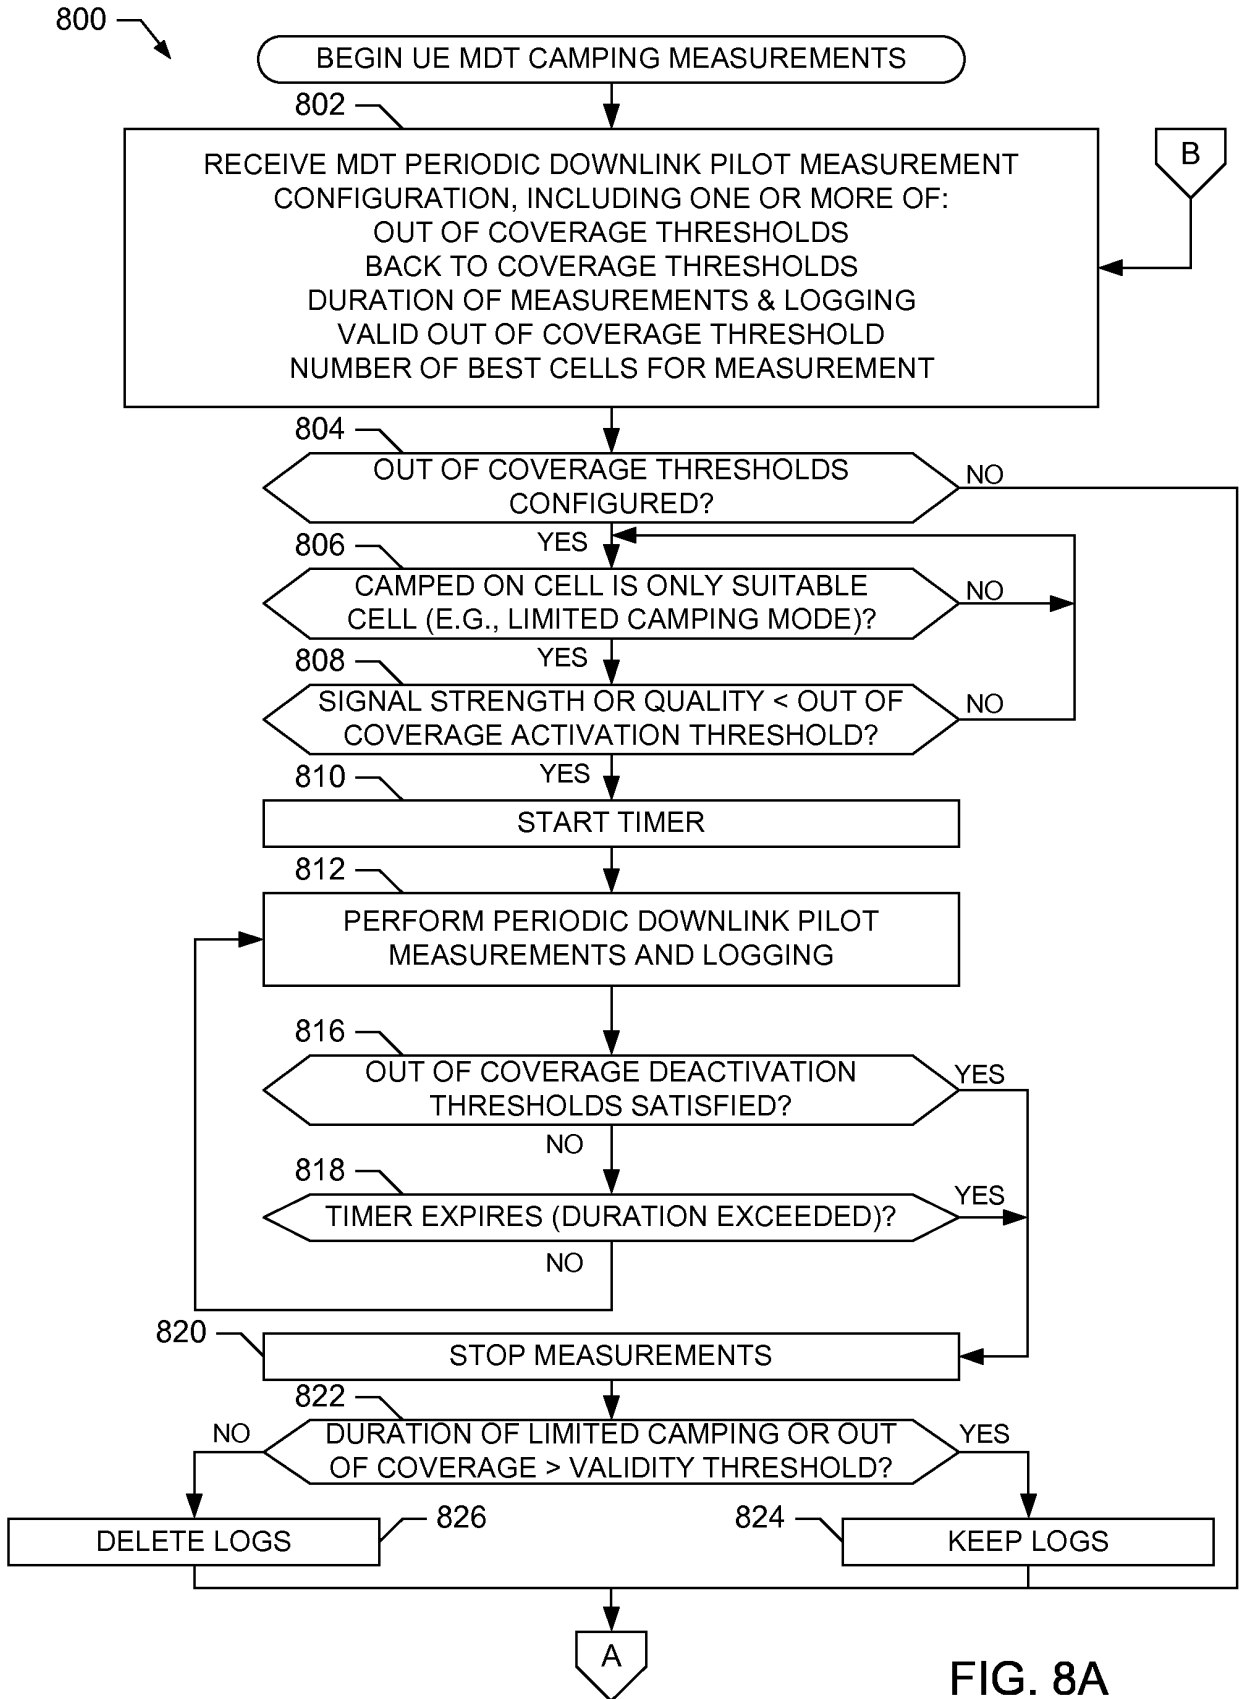 800
BEGIN UE MDT CAMPING MEASUREMENTS
802
RECEIVE MDT PERIODIC DOWNLINK PILOT MEASUREMENT
CONFIGURATION, INCLUDING ONE OR MORE OF:
OUT OF COVERAGE THRESHOLDS
BACK TO COVERAGE THRESHOLDS
DURATION OF MEASUREMENTS & LOGGING
VALID OUT OF COVERAGE THRESHOLD
NUMBER OF BEST CELLS FOR MEASUREMENT
B
804
OUT OF COVERAGE THRESHOLDS
CONFIGURED?
NO
YES
806
CAMPED ON CELL IS ONLY SUITABLE
CELL (E.G., LIMITED CAMPING MODE)?
NO
YES
808
SIGNAL STRENGTH OR QUALITY < OUT OF
COVERAGE ACTIVATION THRESHOLD?
NO
YES
810
START TIMER
812
PERFORM PERIODIC DOWNLINK PILOT
MEASUREMENTS AND LOGGING
816
OUT OF COVERAGE DEACTIVATION
THRESHOLDS SATISFIED?
YES
NO
818
TIMER EXPIRES (DURATION EXCEEDED)?
YES
NO
820
STOP MEASUREMENTS
822
DURATION OF LIMITED CAMPING OR OUT
OF COVERAGE > VALIDITY THRESHOLD?
NO
YES
DELETE LOGS
826
824
KEEP LOGS
A
FIG. 8A